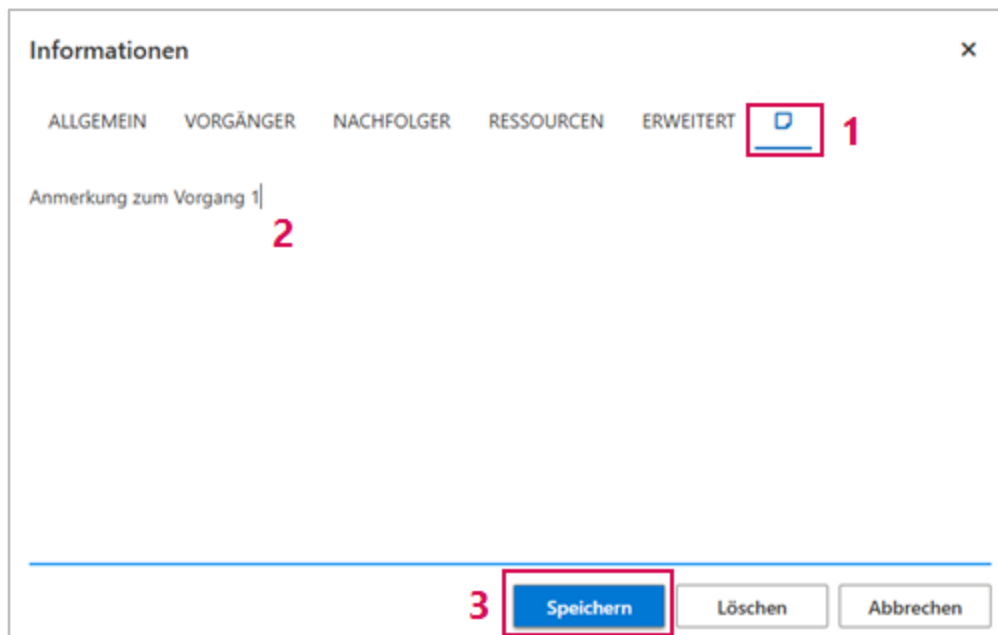 Informationen
ALLGEMEIN VORGÄNGER NACHFOLGER RESSOURCEN ERWEITERT 1
Anmerkung zum Vorgang 1
2
3 Speichern Löschen Abbrechen